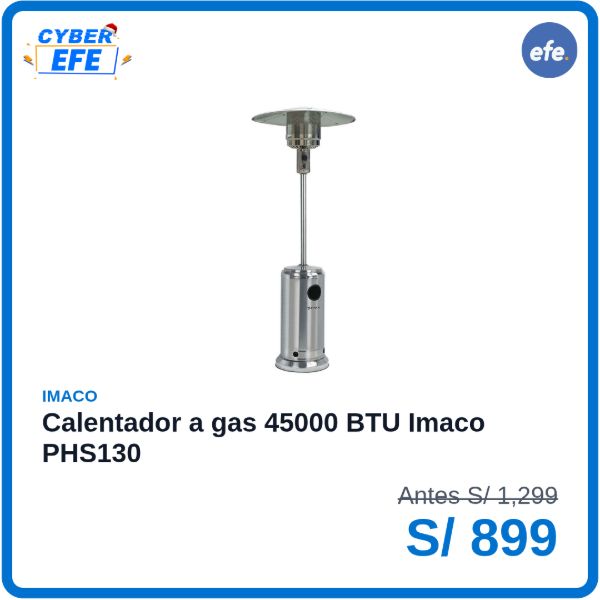 CYBER
EFE
efe.
IMACO
Calentador a gas 45000 BTU Imaco
PHS130
Antes S/ 1,299
S/ 899